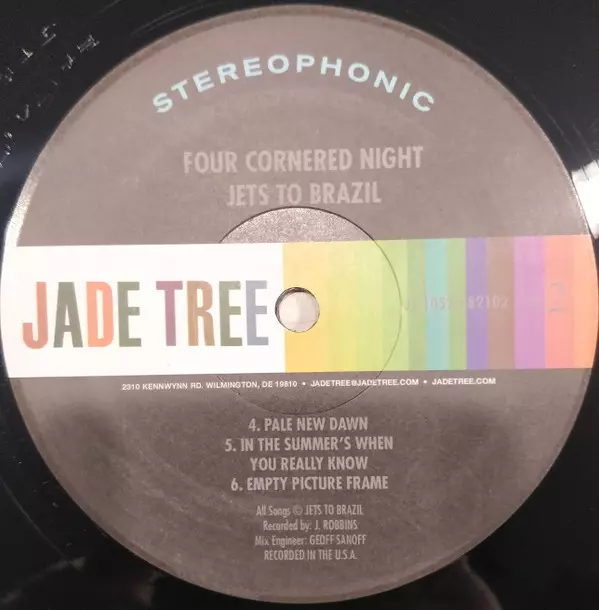 STEREOPHONIC
FOUR CORNERED NIGHT
JETS TO BRAZIL
JADE TREE
2
2310 KENNWYNN RD. WILMINGTON, DE 19810 • JADETREE@JADETREE.COM • JADETREE.COM
4. PALE NEW DAWN
5. IN THE SUMMER'S WHEN
YOU REALLY KNOW
6. EMPTY PICTURE FRAME
All Songs © JETS TO BRAZIL
Recorded by: J. ROBBINS
Mix Engineer: GEOFF SANOFF
RECORDED IN THE U.S.A.